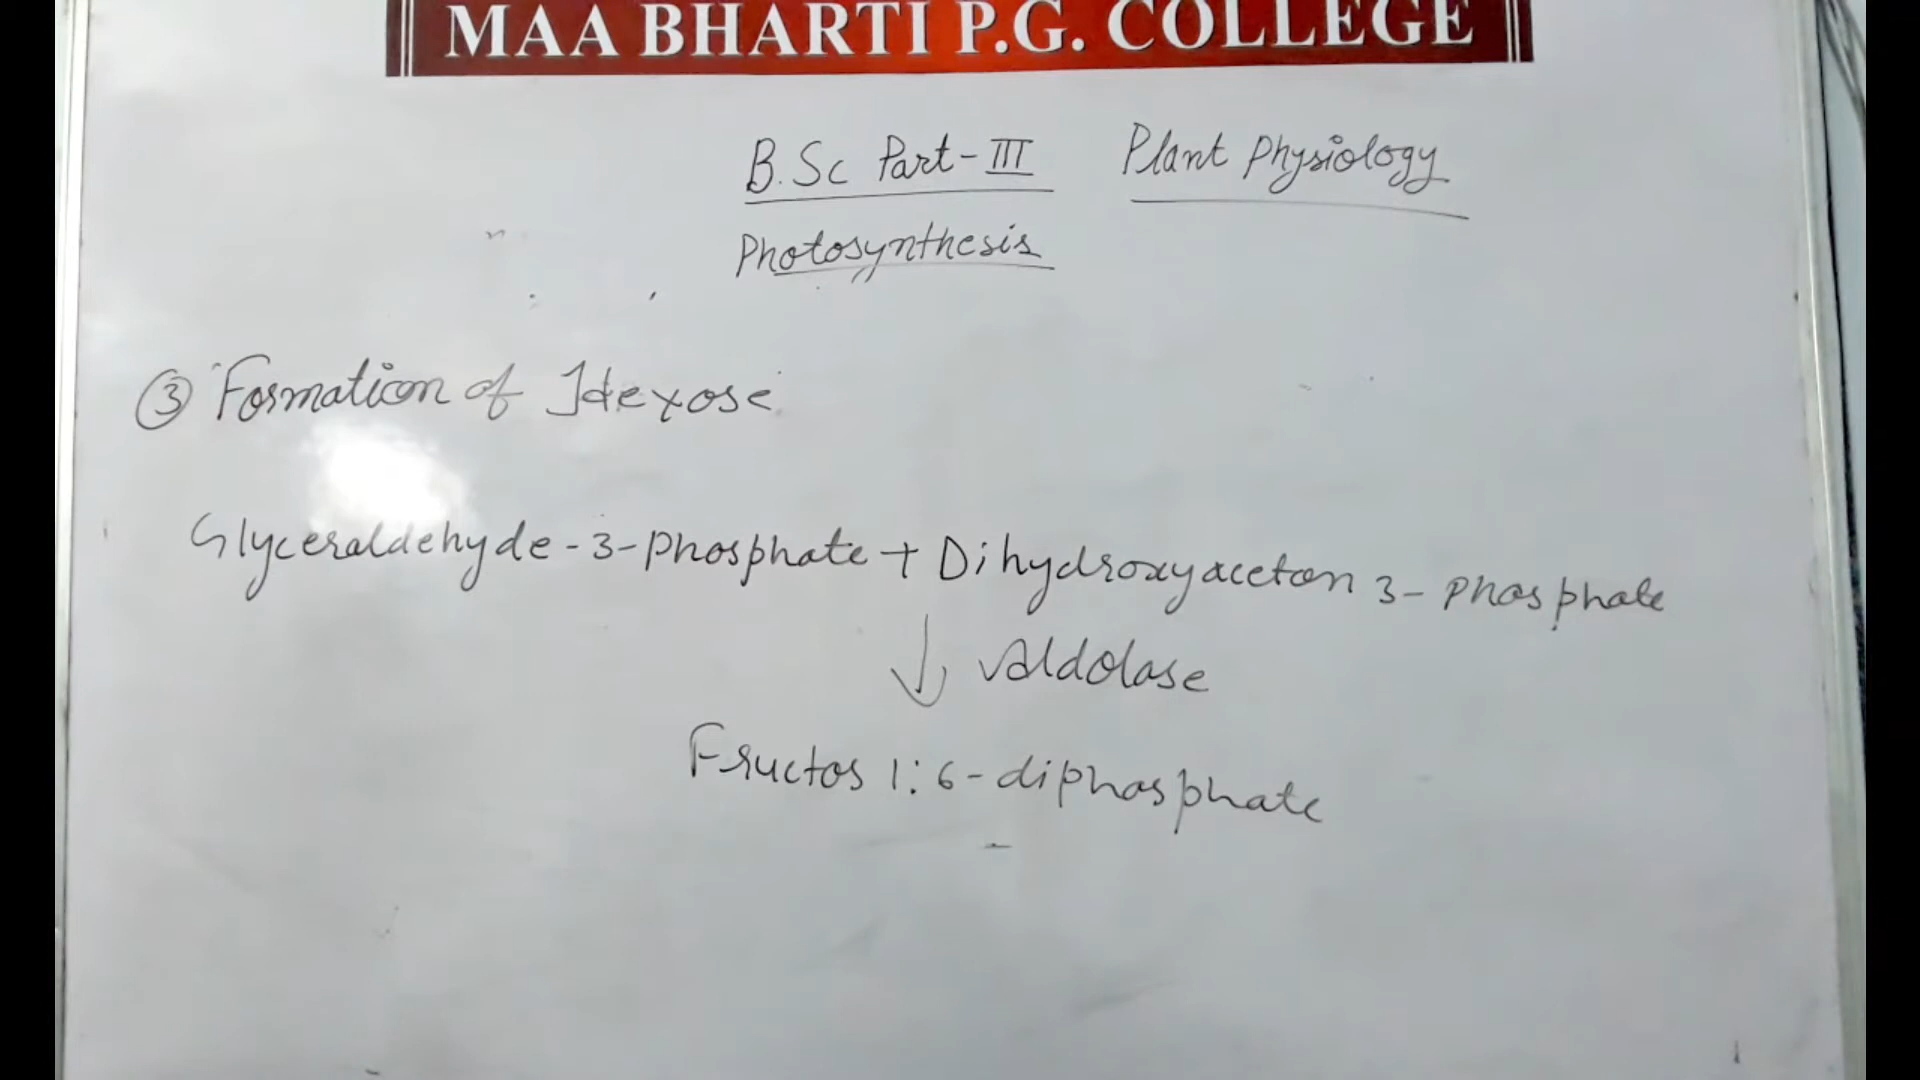 MAA BHARTI P.G. COLLEGE
B.Sc Part-III Plant Physiology
Photosynthesis
③ Formation of Hexose
Glyceraldehyde-3-Phosphate + Dihydroxyaceton 3-Phosphate
↓ Aldolase
Fructos 1:6-diphosphate